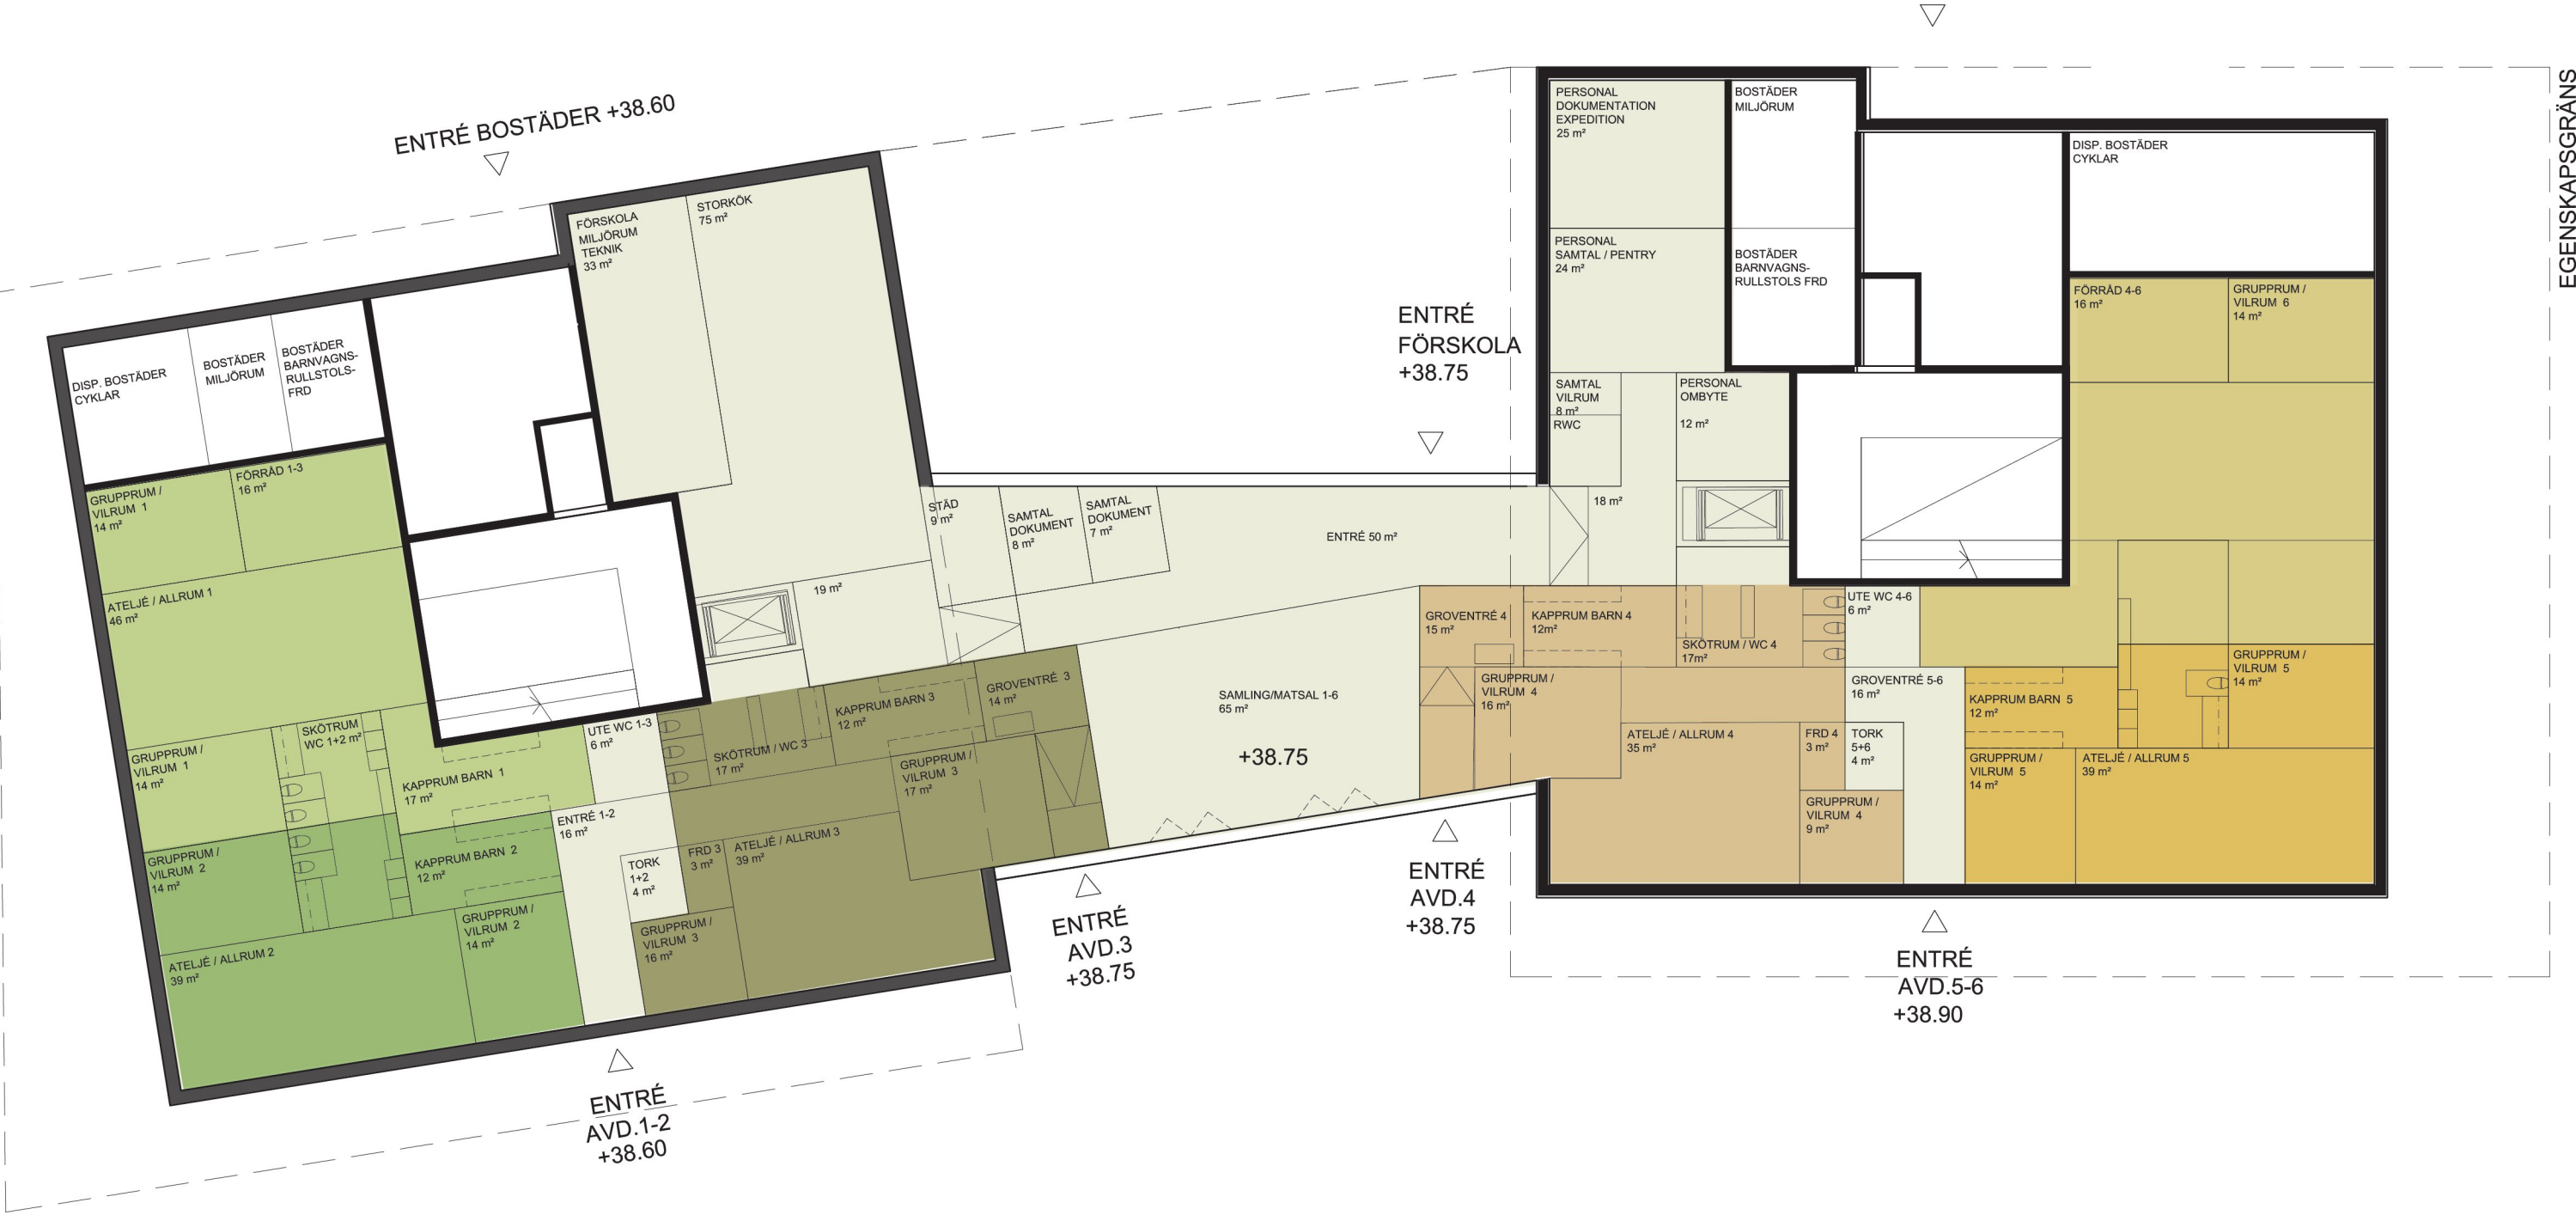 ENTRÉ BOSTÄDER +38.60
FÖRSKOLA
MILJÖRUM
TEKNIK
33 m²
STORKÖK
75 m²
DISP. BOSTÄDER
CYKLAR
BOSTÄDER
MILJÖRUM
BOSTÄDER
BARNVAGNS-
RULLSTOLS-
FRD
GRUPPRUM /
VILRUM 1
14 m²
FÖRRÅD 1-3
16 m²
ATELJÉ / ALLRUM 1
46 m²
GRUPPRUM /
VILRUM 1
14 m²
SKÖTRUM
WC 1+2 m²
KAPPRUM BARN 1
17 m²
UTE WC 1-3
6 m²
GRUPPRUM /
VILRUM 2
14 m²
KAPPRUM BARN 2
12 m²
ATELJÉ / ALLRUM 2
39 m²
GRUPPRUM /
VILRUM 2
14 m²
ENTRÉ 1-2
16 m²
TORK
1+2
4 m²
FRD 3
3 m²
ATELJÉ / ALLRUM 3
39 m²
GRUPPRUM /
VILRUM 3
16 m²
SKÖTRUM / WC 3
17 m²
KAPPRUM BARN 3
12 m²
GROVENTRÉ 3
14 m²
GRUPPRUM /
VILRUM 3
17 m²
19 m²
STÄD
9 m²
SAMTAL
DOKUMENT
8 m²
SAMTAL
DOKUMENT
7 m²
ENTRÉ 50 m²
SAMLING/MATSAL 1-6
65 m²
+38.75
ENTRÉ
AVD.1-2
+38.60
ENTRÉ
AVD.3
+38.75
ENTRÉ
FÖRSKOLA
+38.75
ENTRÉ
AVD.4
+38.75
PERSONAL
DOKUMENTATION
EXPEDITION
25 m²
BOSTÄDER
MILJÖRUM
PERSONAL
SAMTAL / PENTRY
24 m²
BOSTÄDER
BARNVAGNS-
RULLSTOLS FRD
SAMTAL
VILRUM
8 m²
RWC
PERSONAL
OMBYTE
12 m²
18 m²
DISP. BOSTÄDER
CYKLAR
FÖRRÅD 4-6
16 m²
GRUPPRUM /
VILRUM 6
14 m²
GROVENTRÉ 4
15 m²
KAPPRUM BARN 4
12m²
SKÖTRUM / WC 4
17m²
UTE WC 4-6
6 m²
GRUPPRUM /
VILRUM 4
16 m²
ATELJÉ / ALLRUM 4
35 m²
FRD 4
3 m²
TORK
5+6
4 m²
GRUPPRUM /
VILRUM 4
9 m²
GROVENTRÉ 5-6
16 m²
KAPPRUM BARN 5
12 m²
GRUPPRUM /
VILRUM 5
14 m²
GRUPPRUM /
VILRUM 5
14 m²
ATELJÉ / ALLRUM 5
39 m²
ENTRÉ
AVD.5-6
+38.90
EGENSKAPSGRÄNS